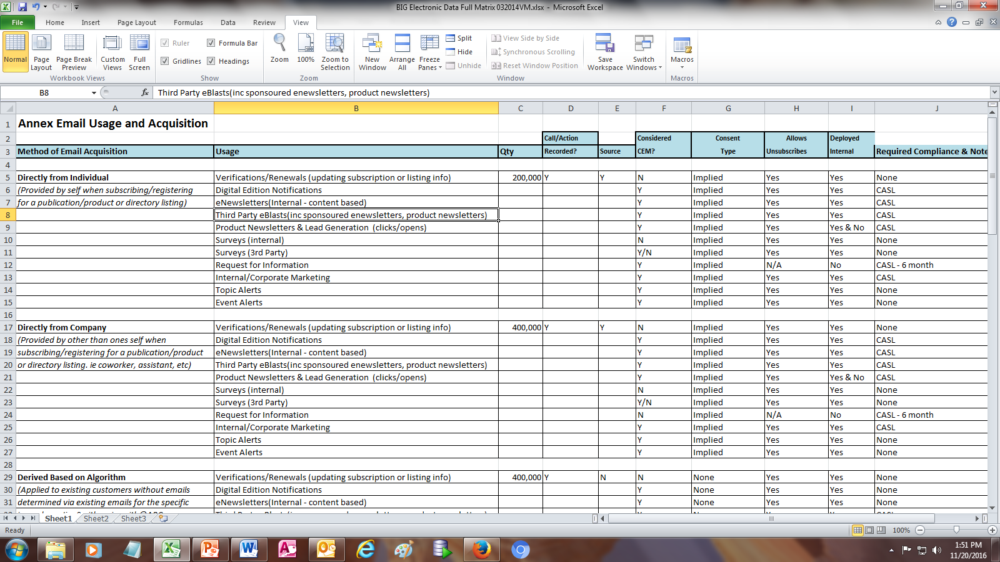 BIG Electronic Data Full Matrix 032014VM.xlsx - Microsoft Excel
File Home Insert Page Layout Formulas Data Review View
Normal
Page Layout
Page Break Preview
Custom Views
Full Screen
Workbook Views
Ruler
Formula Bar
Gridlines
Headings
Show
Zoom
100%
Zoom to Selection
Zoom
New Window
Arrange All
Freeze Panes
Split
Hide
Unhide
View Side by Side
Synchronous Scrolling
Reset Window Position
Window
Save Workspace
Switch Windows
Macros
Macros
B8 fx Third Party eBlasts(inc sponsoured enewsletters, product newsletters)
A B C D E F G H I J
1 Annex Email Usage and Acquisition
2 Call/Action Considered Consent Allows Deployed
3 Method of Email Acquisition Usage Qty Recorded? Source CEM? Type Unsubscribes Internal Required Compliance & Note
4
5 Directly from Individual Verifications/Renewals (updating subscription or listing info) 200,000 Y Y N Implied Yes Yes None
6 (Provided by self when subscribing/registering Digital Edition Notifications Y Implied Yes Yes CASL
7 for a publication/product or directory listing) eNewsletters(Internal - content based) Y Implied Yes Yes CASL
8 Third Party eBlasts(inc sponsoured enewsletters, product newsletters) Y Implied Yes Yes CASL
9 Product Newsletters & Lead Generation (clicks/opens) Y Implied Yes Yes & No CASL
10 Surveys (internal) N Implied Yes Yes None
11 Surveys (3rd Party) Y/N Implied Yes Yes None
12 Request for Information Y Implied N/A No CASL - 6 month
13 Internal/Corporate Marketing Y Implied Yes Yes CASL
14 Topic Alerts Y Implied Yes Yes None
15 Event Alerts Y Implied Yes Yes None
16
17 Directly from Company Verifications/Renewals (updating subscription or listing info) 400,000 Y Y N Implied Yes Yes None
18 (Provided by other than ones self when Digital Edition Notifications Y Implied Yes Yes CASL
19 subscribing/registering for a publication/product eNewsletters(Internal - content based) Y Implied Yes Yes CASL
20 or directory listing. ie coworker, assistant, etc) Third Party eBlasts(inc sponsoured enewsletters, product newsletters) Y Implied Yes Yes CASL
21 Product Newsletters & Lead Generation (clicks/opens) Y Implied Yes Yes & No CASL
22 Surveys (internal) N Implied Yes Yes None
23 Surveys (3rd Party) Y/N Implied Yes Yes None
24 Request for Information N Implied N/A No CASL - 6 month
25 Internal/Corporate Marketing Y Implied Yes Yes CASL
26 Topic Alerts Y Implied Yes Yes None
27 Event Alerts Y Implied Yes Yes None
28
29 Derived Based on Algorithm Verifications/Renewals (updating subscription or listing info) 400,000 Y N N None Yes Yes None
30 (Applied to existing customers without emails Digital Edition Notifications Y None Yes Yes CASL
31 determined via existing emails for the specific eNewsletters(Internal - content based) Y None Yes Yes CASL
Sheet1 Sheet2 Sheet3
Ready 100%
1:51 PM
11/20/2016